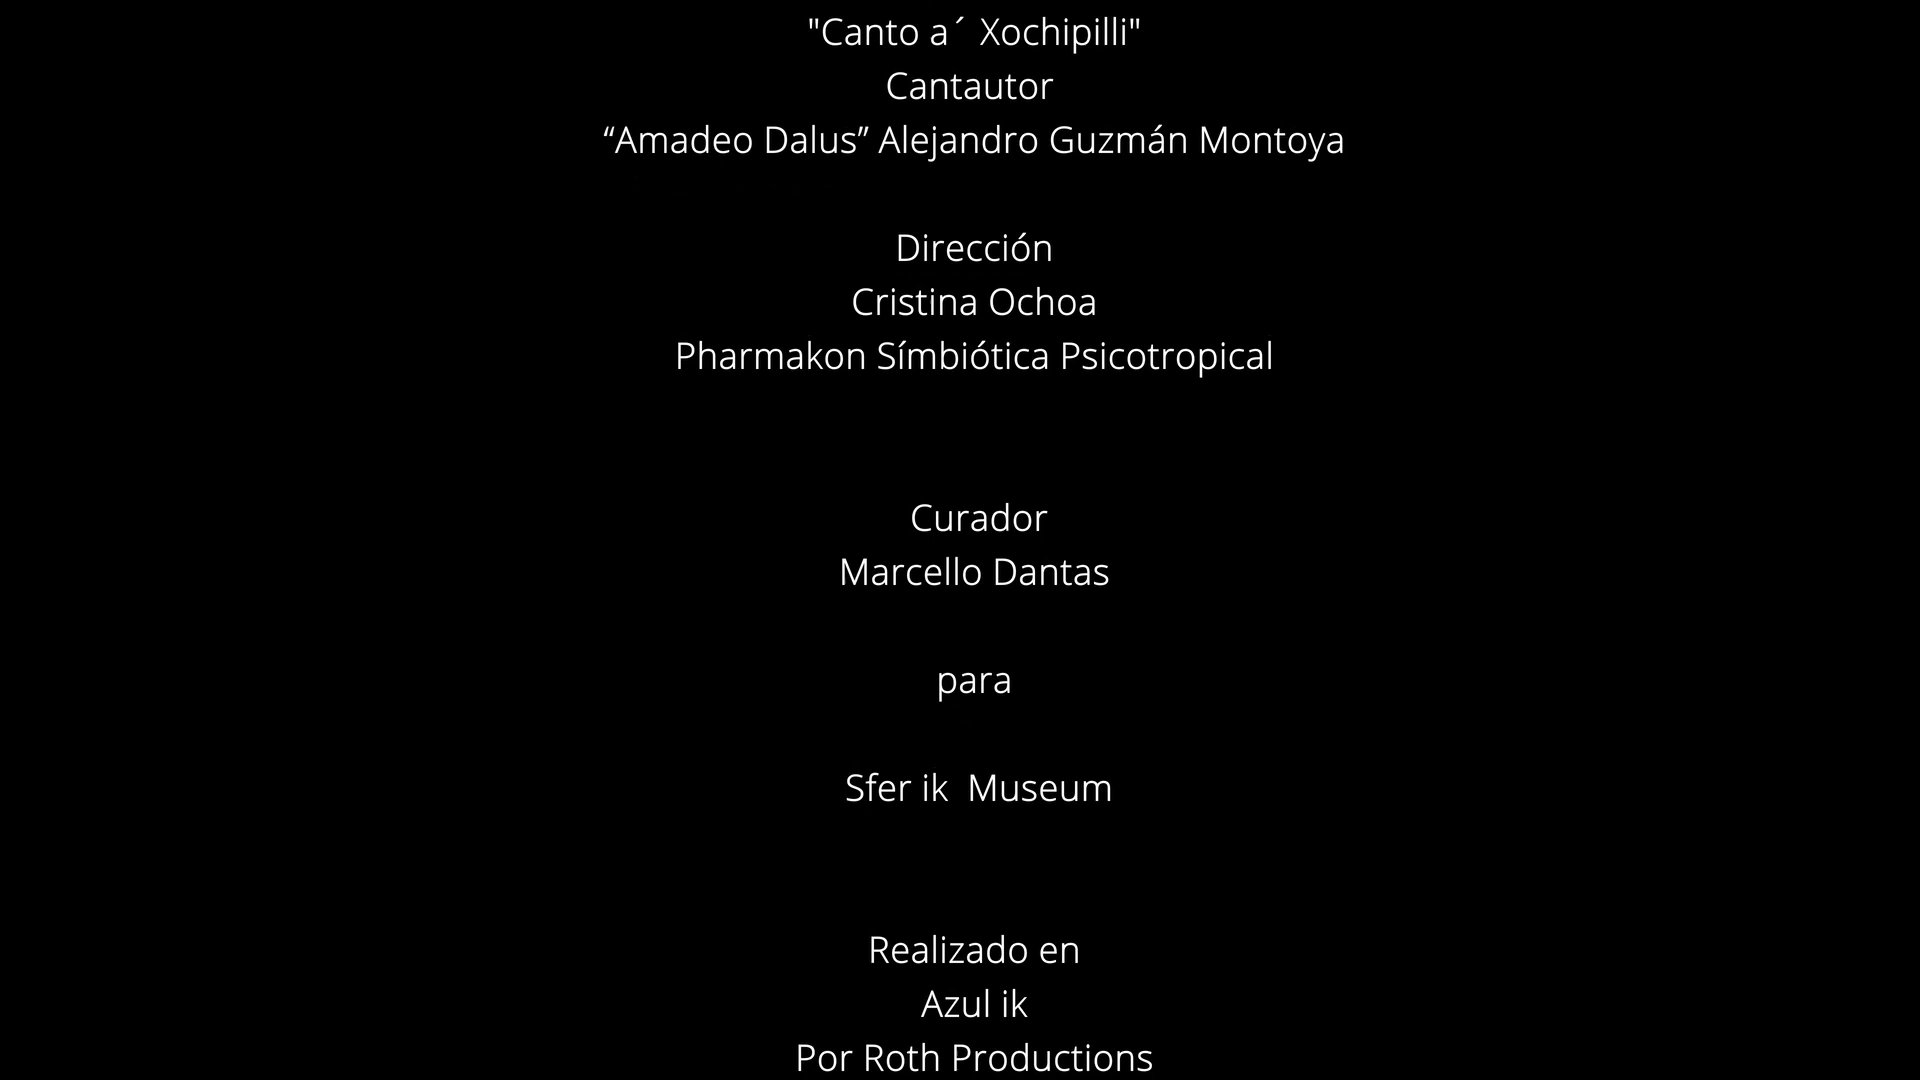 "Canto a´ Xochipilli"
Cantautor
“Amadeo Dalus” Alejandro Guzmán Montoya
Dirección
Cristina Ochoa
Pharmakon Símbiótica Psicotropical
Curador
Marcello Dantas
para
Sfer ik  Museum
Realizado en
Azul ik
Por Roth Productions